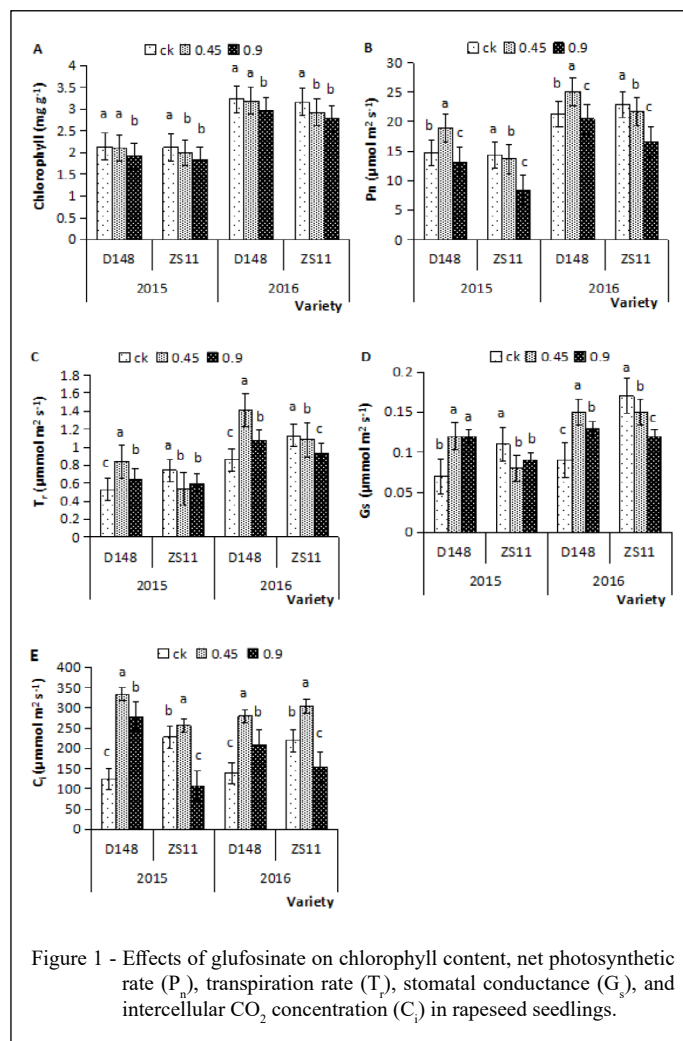 A
ck 0.45 0.9
Chlorophyll (mg g-1)
4
3.5
3
2.5
2
1.5
1
0.5
0
a a b
a b b
a a b
a b b
D148 ZS11 D148 ZS11
2015 2016
Variety
B
ck 0.45 0.9
Pn (µmol m2 s-1)
30
25
20
15
10
5
0
b a c
a b c
b a c
a b c
D148 ZS11 D148 ZS11
2015 2016
Variety
C
ck 0.45 0.9
Tr (µmmol m2 s-1)
1.8
1.6
1.4
1.2
1
0.8
0.6
0.4
0.2
0
c a b
a b b
c a b
a b c
D148 ZS11 D148 ZS11
2015 2016
Variety
D
ck 0.45 0.9
Gs (µmmol m2 s-1)
0.2
0.15
0.1
0.05
0
b a a
a b b
c a b
a b c
D148 ZS11 D148 ZS11
2015 2016
Variety
E
ck 0.45 0.9
Ci (µmmol m2 s-1)
400
350
300
250
200
150
100
50
0
c a b
b a c
c a b
b a c
D148 ZS11 D148 ZS11
2015 2016
Variety
Figure 1 - Effects of glufosinate on chlorophyll content, net photosynthetic
rate (Pn), transpiration rate (Tr), stomatal conductance (Gs), and
intercellular CO2 concentration (Ci) in rapeseed seedlings.